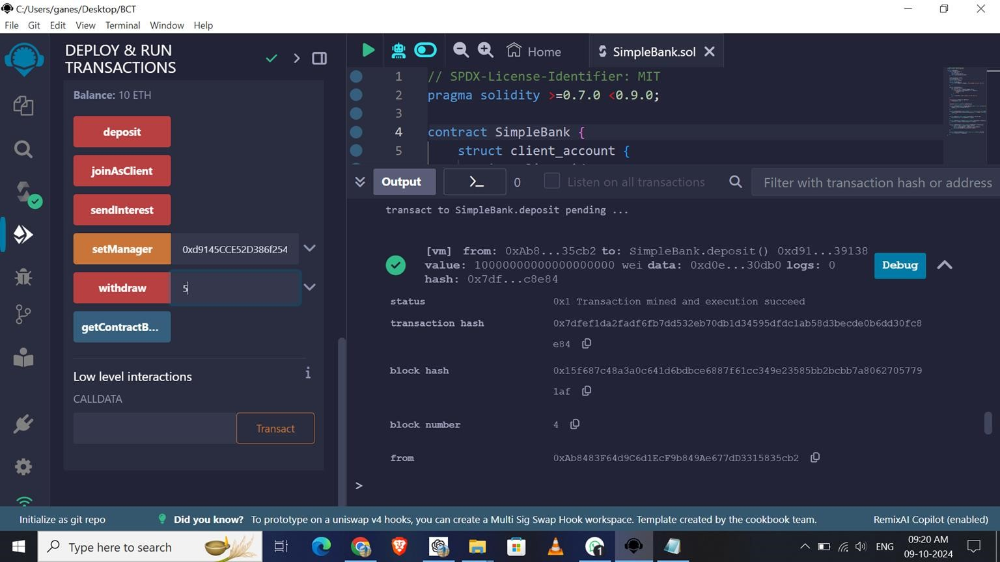 C:/Users/ganes/Desktop/BCT
File Git Edit View Terminal Window Help
DEPLOY & RUN
TRANSACTIONS
Balance: 10 ETH
deposit
joinAsClient
sendInterest
setManager 0xd9145CCE52D386f254
withdraw 5
getContractB...
Low level interactions
i
CALLDATA
Transact
Home
SimpleBank.sol
1 // SPDX-License-Identifier: MIT
2 pragma solidity >=0.7.0 <0.9.0;
3
4 contract SimpleBank {
5 struct client_account {
Output
>_
0
Listen on all transactions
Filter with transaction hash or address
transact to SimpleBank.deposit pending ...
[vm] from: 0xAb8...35cb2 to: SimpleBank.deposit() 0xd91...39138
value: 10000000000000000000 wei data: 0xd0e...30db0 logs: 0
hash: 0x7df...c8e84
Debug
status 0x1 Transaction mined and execution succeed
transaction hash 0x7dfef1da2fadf6fb7dd532eb70db1d34595dfdc1ab58d3becde0b6dd30fc8
e84
block hash 0x15f687c48a3a0c641d6bdbce6887f61cc349e23585bb2bcbb7a8062705779
1af
block number 4
from 0xAb8483F64d9C6d1EcF9b849Ae677dD3315835cb2
>
Initialize as git repo
Did you know? To prototype on a uniswap v4 hooks, you can create a Multi Sig Swap Hook workspace. Template created by the cookbook team.
RemixAI Copilot (enabled)
Type here to search
1
ENG
09:20 AM
09-10-2024